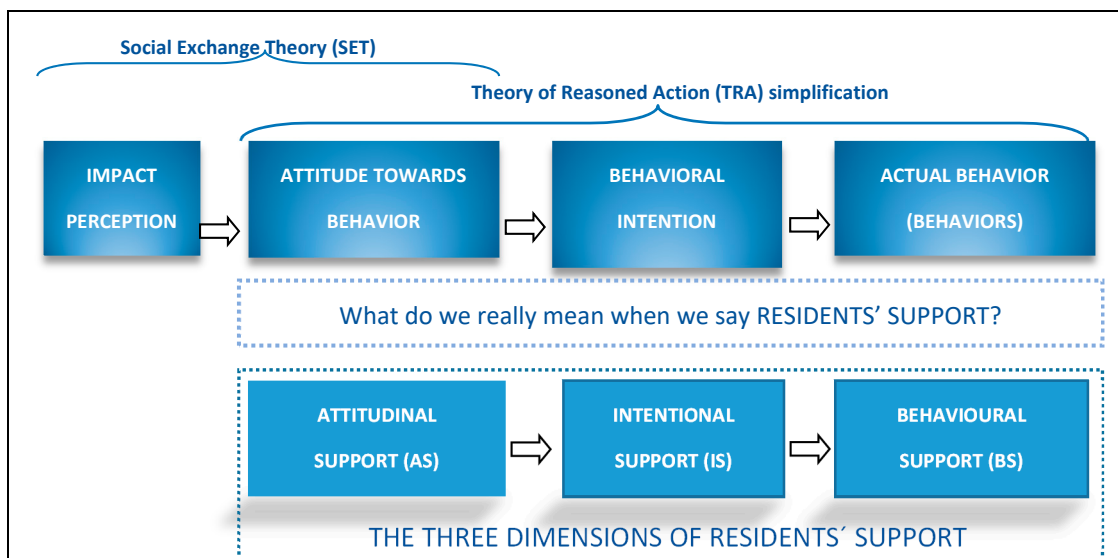 Social Exchange Theory (SET)
Theory of Reasoned Action (TRA) simplification
IMPACT
PERCEPTION
ATTITUDE TOWARDS
BEHAVIOR
BEHAVIORAL
INTENTION
ACTUAL BEHAVIOR
(BEHAVIORS)
What do we really mean when we say RESIDENTS’ SUPPORT?
ATTITUDINAL
SUPPORT (AS)
INTENTIONAL
SUPPORT (IS)
BEHAVIOURAL
SUPPORT (BS)
THE THREE DIMENSIONS OF RESIDENTS´ SUPPORT